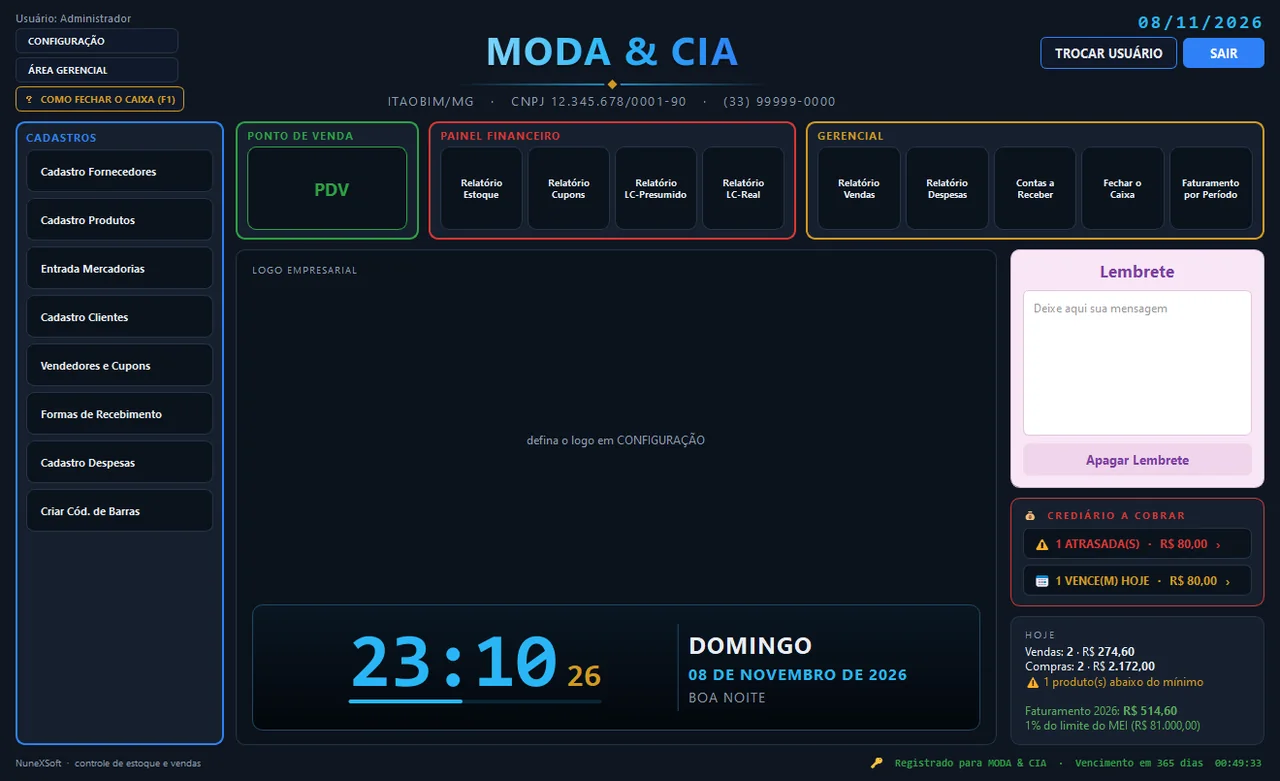 Usuário: Administrador
CONFIGURAÇÃO
ÁREA GERENCIAL
? COMO FECHAR O CAIXA (F1)
MODA & CIA
ITAOBIM/MG · CNPJ 12.345.678/0001-90 · (33) 99999-0000
08/11/2026
TROCAR USUÁRIO
SAIR
CADASTROS
Cadastro Fornecedores
Cadastro Produtos
Entrada Mercadorias
Cadastro Clientes
Vendedores e Cupons
Formas de Recebimento
Cadastro Despesas
Criar Cód. de Barras
PONTO DE VENDA
PDV
PAINEL FINANCEIRO
Relatório
Estoque
Relatório
Cupons
Relatório
LC-Presumido
Relatório
LC-Real
GERENCIAL
Relatório
Vendas
Relatório
Despesas
Contas a
Receber
Fechar o
Caixa
Faturamento
por Período
LOGO EMPRESARIAL
defina o logo em CONFIGURAÇÃO
23:10 26
DOMINGO
08 DE NOVEMBRO DE 2026
BOA NOITE
Lembrete
Deixe aqui sua mensagem
Apagar Lembrete
CREDIÁRIO A COBRAR
1 ATRASADA(S) · R$ 80,00 ›
1 VENCE(M) HOJE · R$ 80,00 ›
HOJE
Vendas: 2 · R$ 274,60
Compras: 2 · R$ 2.172,00
1 produto(s) abaixo do mínimo
Faturamento 2026: R$ 514,60
1% do limite do MEI (R$ 81.000,00)
NuneXSoft · controle de estoque e vendas
Registrado para MODA & CIA · Vencimento em 365 dias 00:49:33